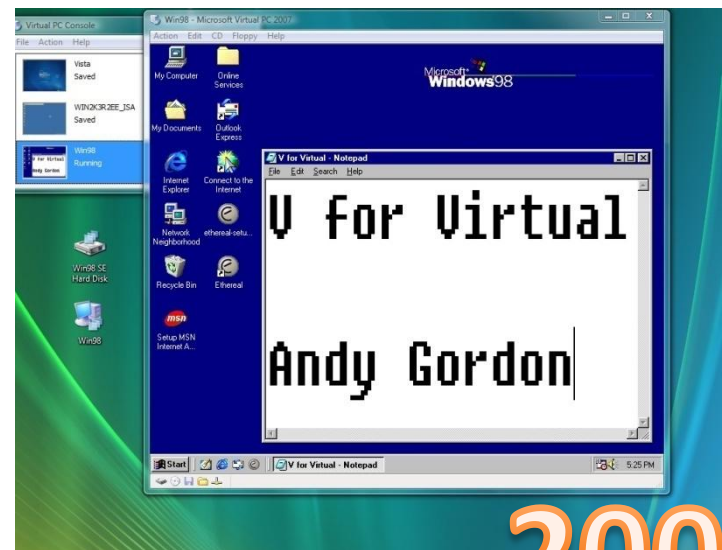 Virtual PC Console
File Action Help
Vista
Saved
WIN2K3R2EE_ISA
Saved
Win98
Running
Win98 SE
Hard Disk
Win98
Win98 - Microsoft Virtual PC 2007
Action Edit CD Floppy Help
My Computer
Online
Services
My Documents
Outlook
Express
Internet
Explorer
Connect to the
Internet
Network
Neighborhood
ethereal-setu...
Recycle Bin
Ethereal
msn
Setup MSN
Internet A...
Microsoft
Windows98
V for Virtual - Notepad
File Edit Search Help
V for Virtual
Andy Gordon
Start
V for Virtual - Notepad
5:25 PM
200